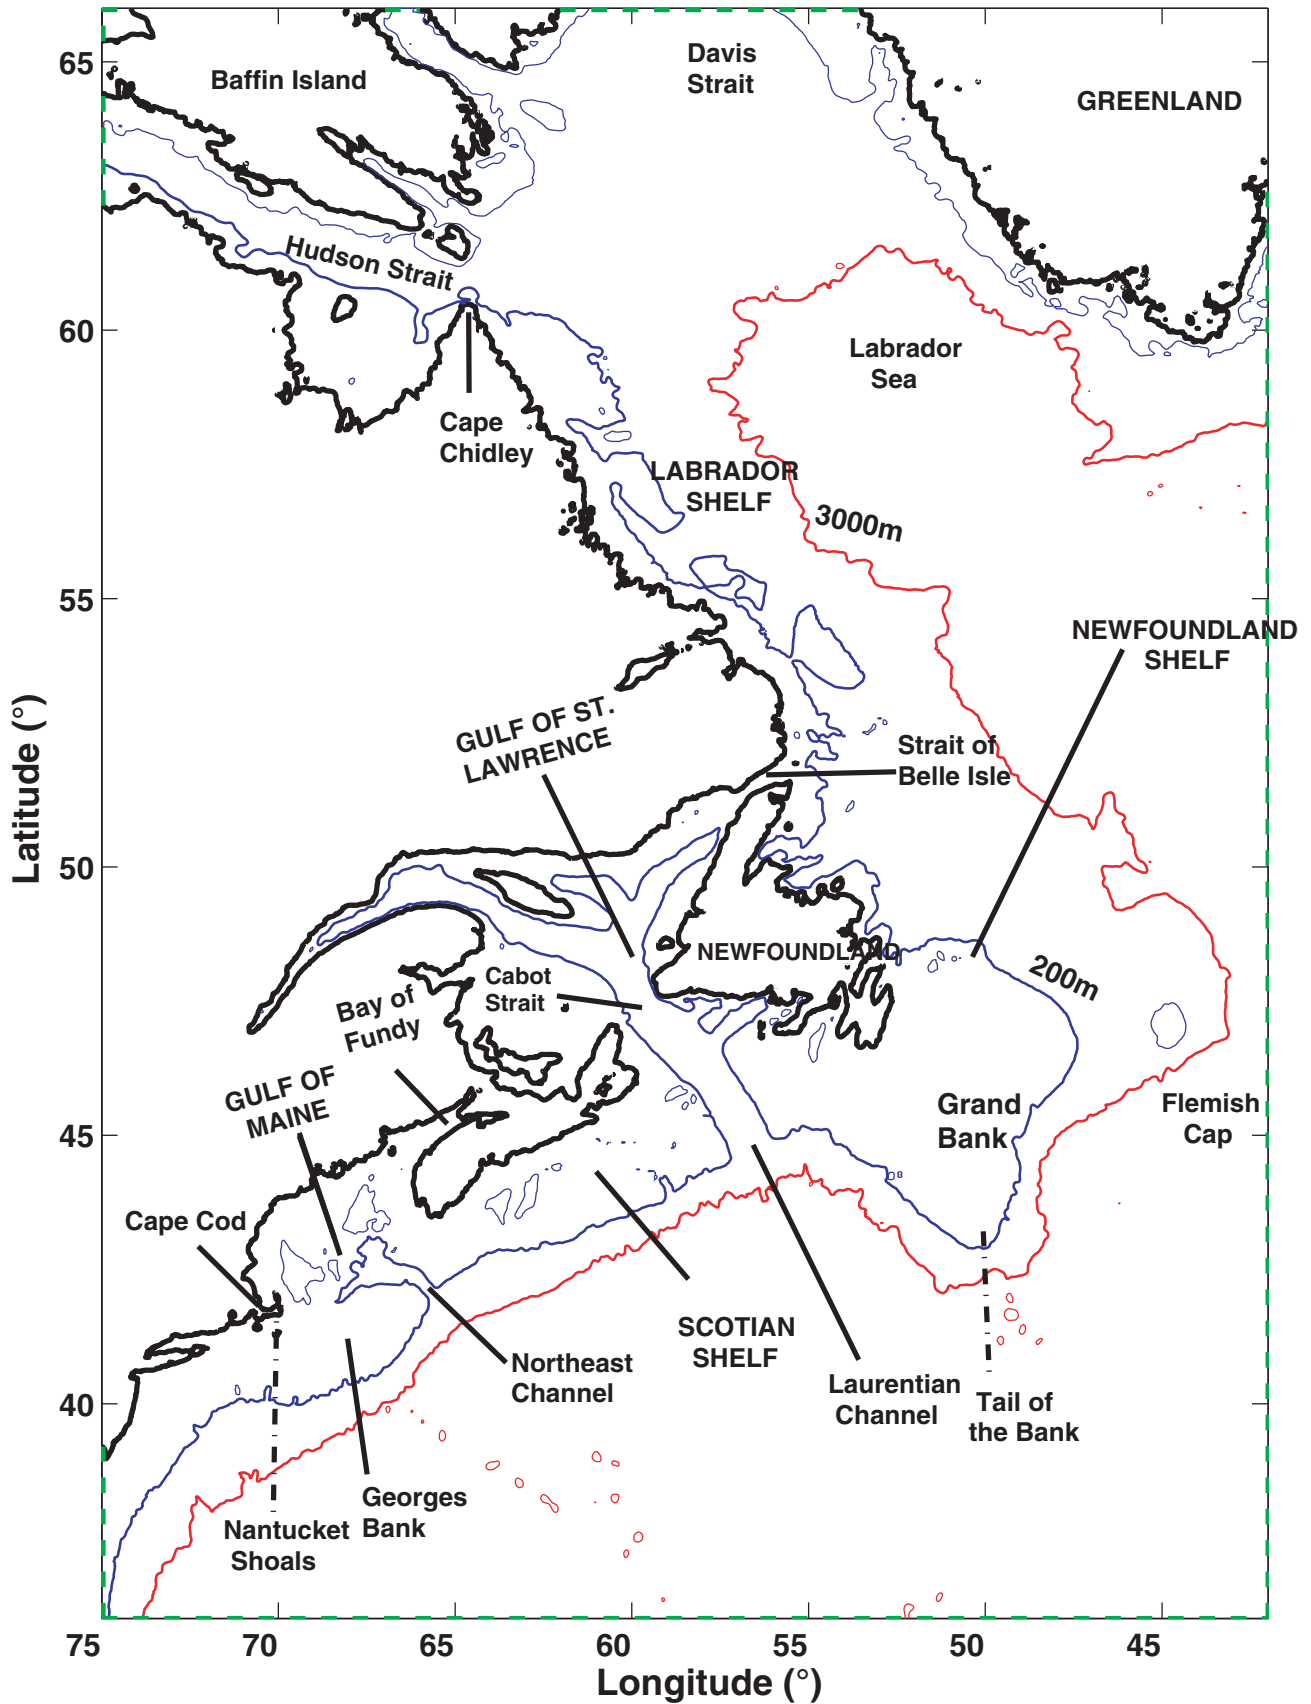 Davis
Strait
65
Baffin Island
GREENLAND
Hudson Strait
60
Labrador
Sea
Cape
Chidley
LABRADOR
SHELF
3000m
55
NEWFOUNDLAND
SHELF
GULF OF ST.
LAWRENCE
Strait of
Belle Isle
Latitude (°)
50
NEWFOUNDLAND
200m
Cabot
Strait
Bay of
Fundy
GULF OF
MAINE
Grand
Bank
Flemish
Cap
45
Cape Cod
SCOTIAN
SHELF
Northeast
Channel
Laurentian
Channel
Tail of
the Bank
40
Georges
Bank
Nantucket
Shoals
75
70
65
60
55
50
45
Longitude (°)